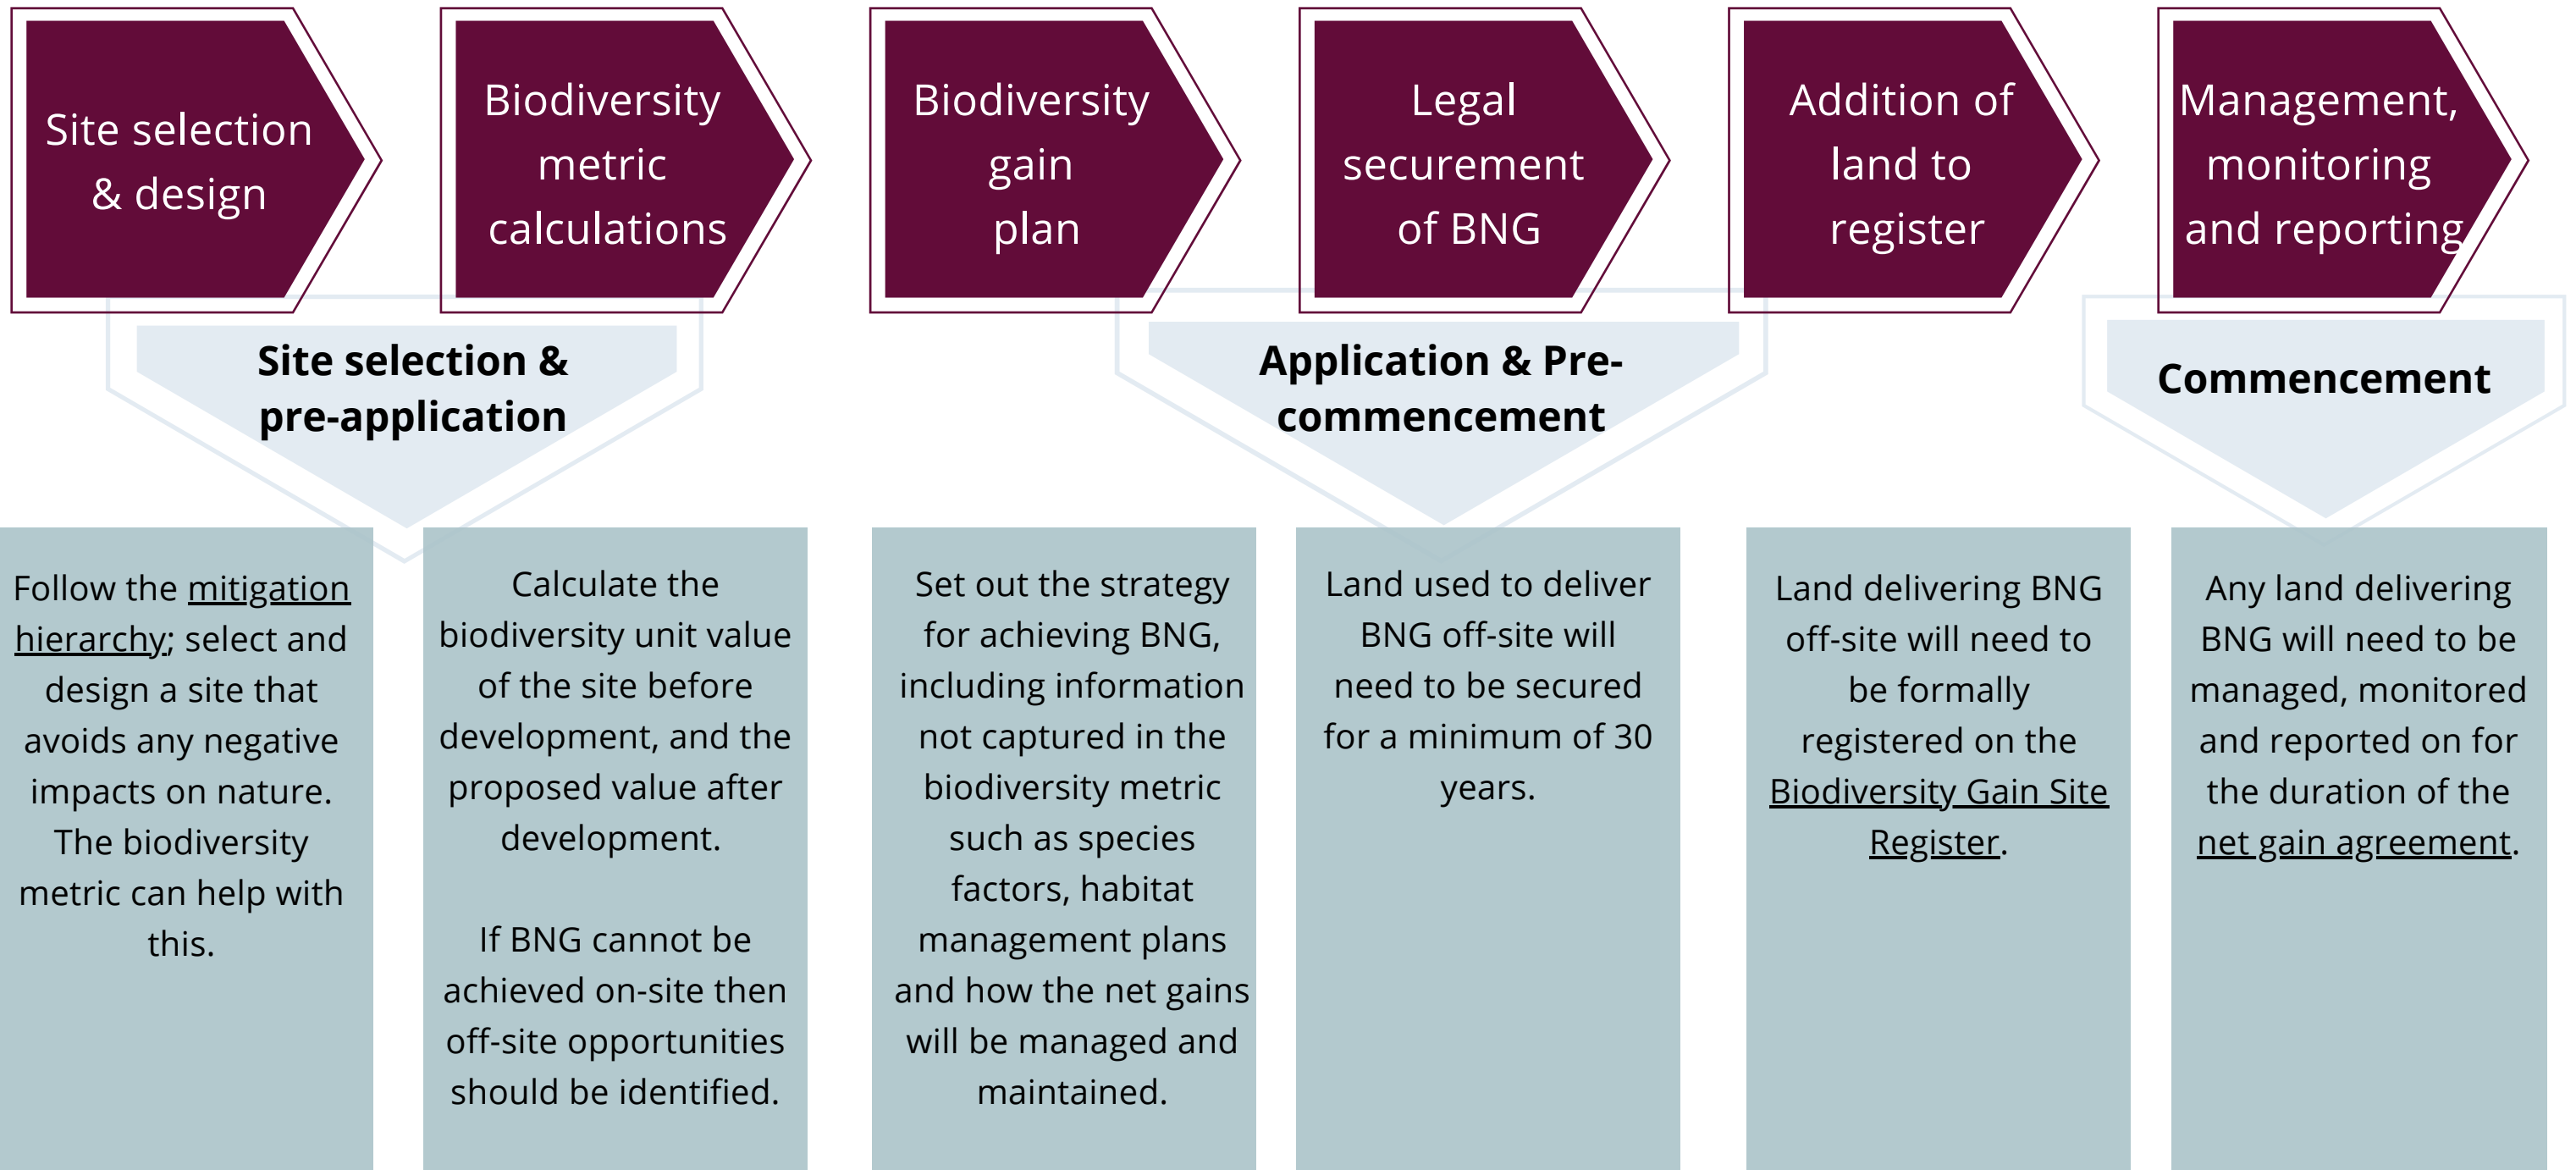 Site selection
& design
Biodiversity
metric
calculations
Biodiversity
gain
plan
Legal
securement
of BNG
Addition of
land to
register
Management,
monitoring
and reporting
Site selection &
pre-application
Application & Pre-
commencement
Commencement
Follow the mitigation
hierarchy; select and
design a site that
avoids any negative
impacts on nature.
The biodiversity
metric can help with
this.
Calculate the
biodiversity unit value
of the site before
development, and the
proposed value after
development.
If BNG cannot be
achieved on-site then
off-site opportunities
should be identified.
Set out the strategy
for achieving BNG,
including information
not captured in the
biodiversity metric
such as species
factors, habitat
management plans
and how the net gains
will be managed and
maintained.
Land used to deliver
BNG off-site will
need to be secured
for a minimum of 30
years.
Land delivering BNG
off-site will need to
be formally
registered on the
Biodiversity Gain Site
Register.
Any land delivering
BNG will need to be
managed, monitored
and reported on for
the duration of the
net gain agreement.